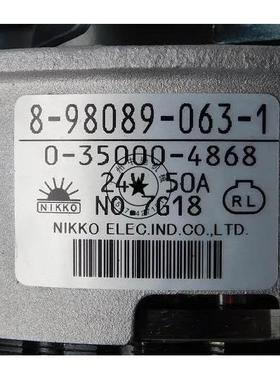 8-98089-063-1
0-35000-4868
24V 50A
NIKKO
NO.7G18
RL
NIKKO ELEC.IND.CO.,LTD.